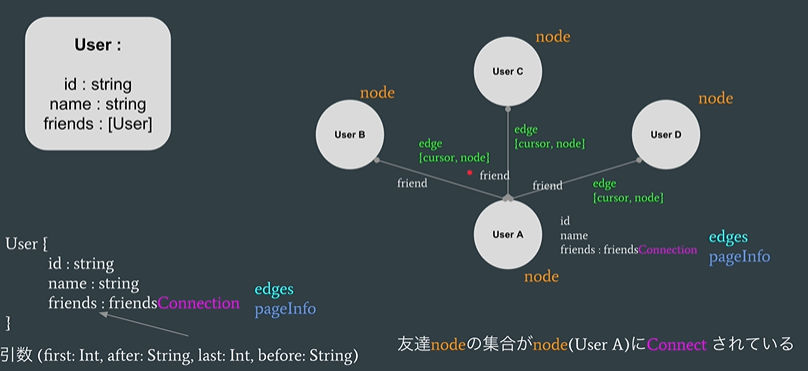 User :
id : string
name : string
friends : [User]
node
User C
node
User B
node
User D
edge
[cursor, node]
edge
[cursor, node]
edge
[cursor, node]
friend
friend
friend
User A
node
id
name
friends : friendsConnection
edges
pageInfo
User {
id : string
name : string
friends : friendsConnection
edges
pageInfo
}
引数 (first: Int, after: String, last: Int, before: String)
友達nodeの集合がnode(User A)にConnect されている